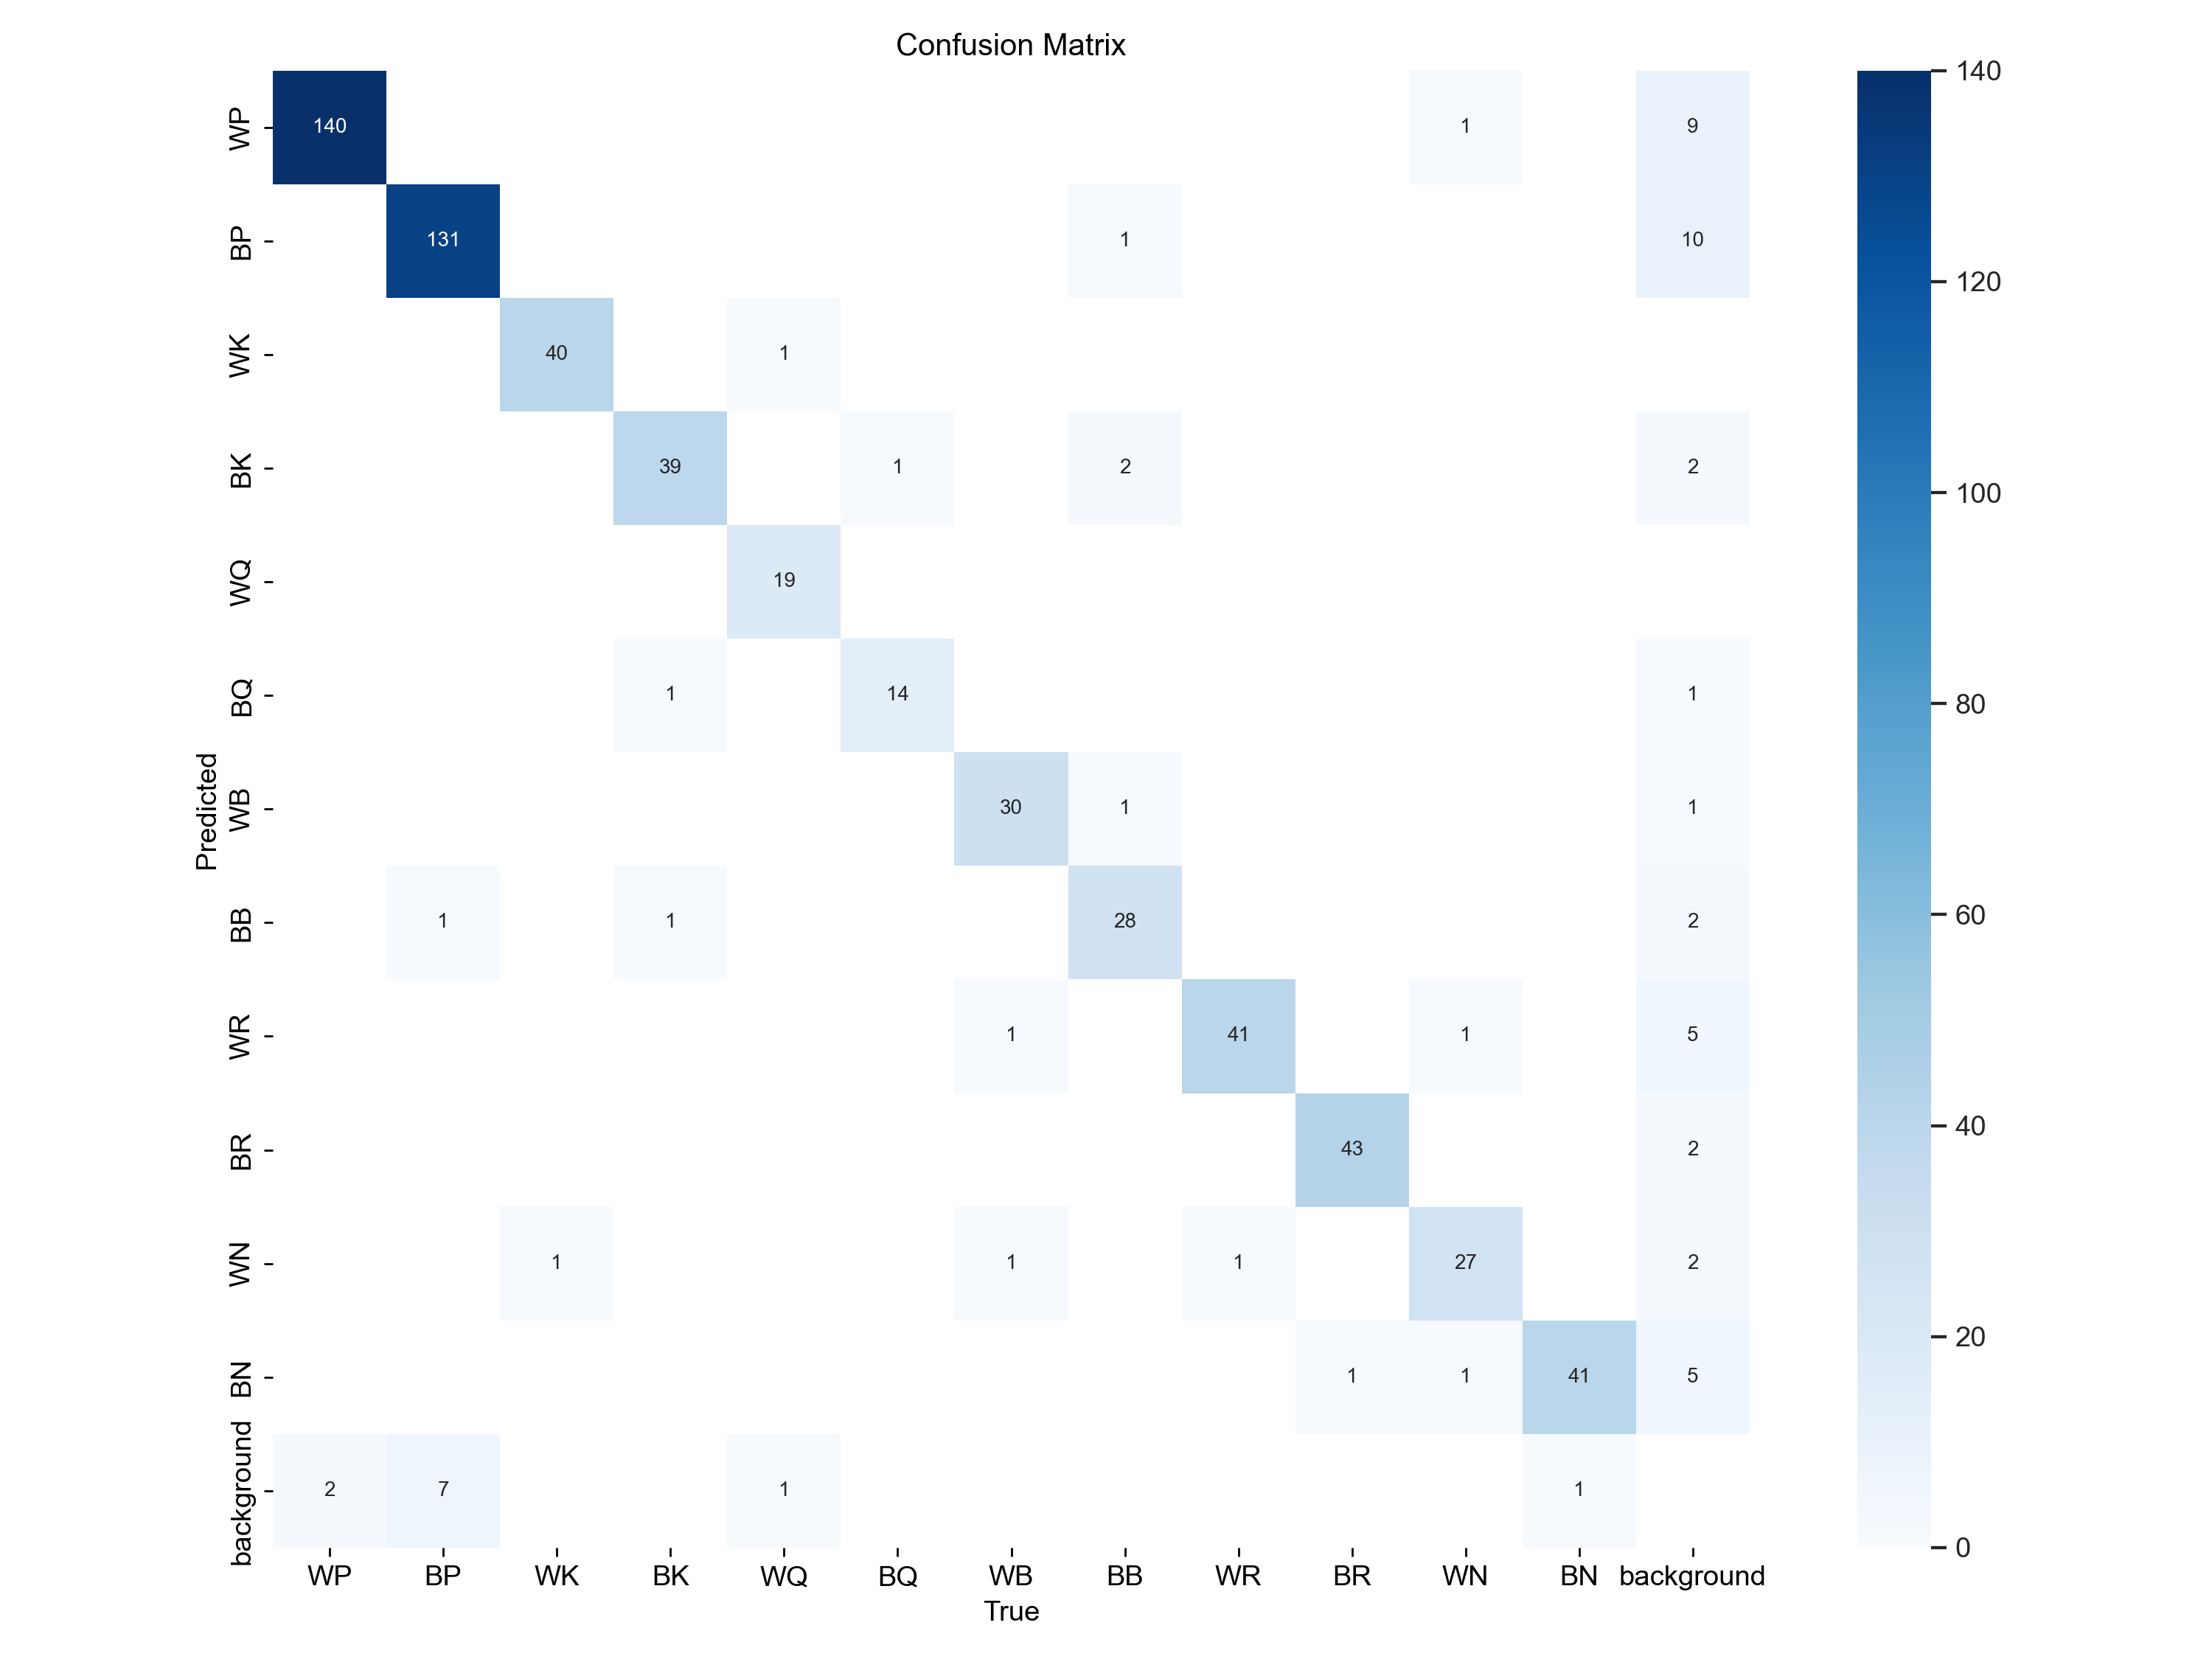 Confusion Matrix
WP 140 1 9
BP 131 1 10
WK 40 1
BK 39 1 2 2
WQ 19
BQ 1 14 1
WB 30 1 1
BB 1 1 28 2
WR 1 41 1 5
BR 43 2
WN 1 1 1 27 2
BN 1 1 41 5
background 2 7 1 1
Predicted
WP BP WK BK WQ BQ WB BB WR BR WN BN background
True
140
120
100
80
60
40
20
0